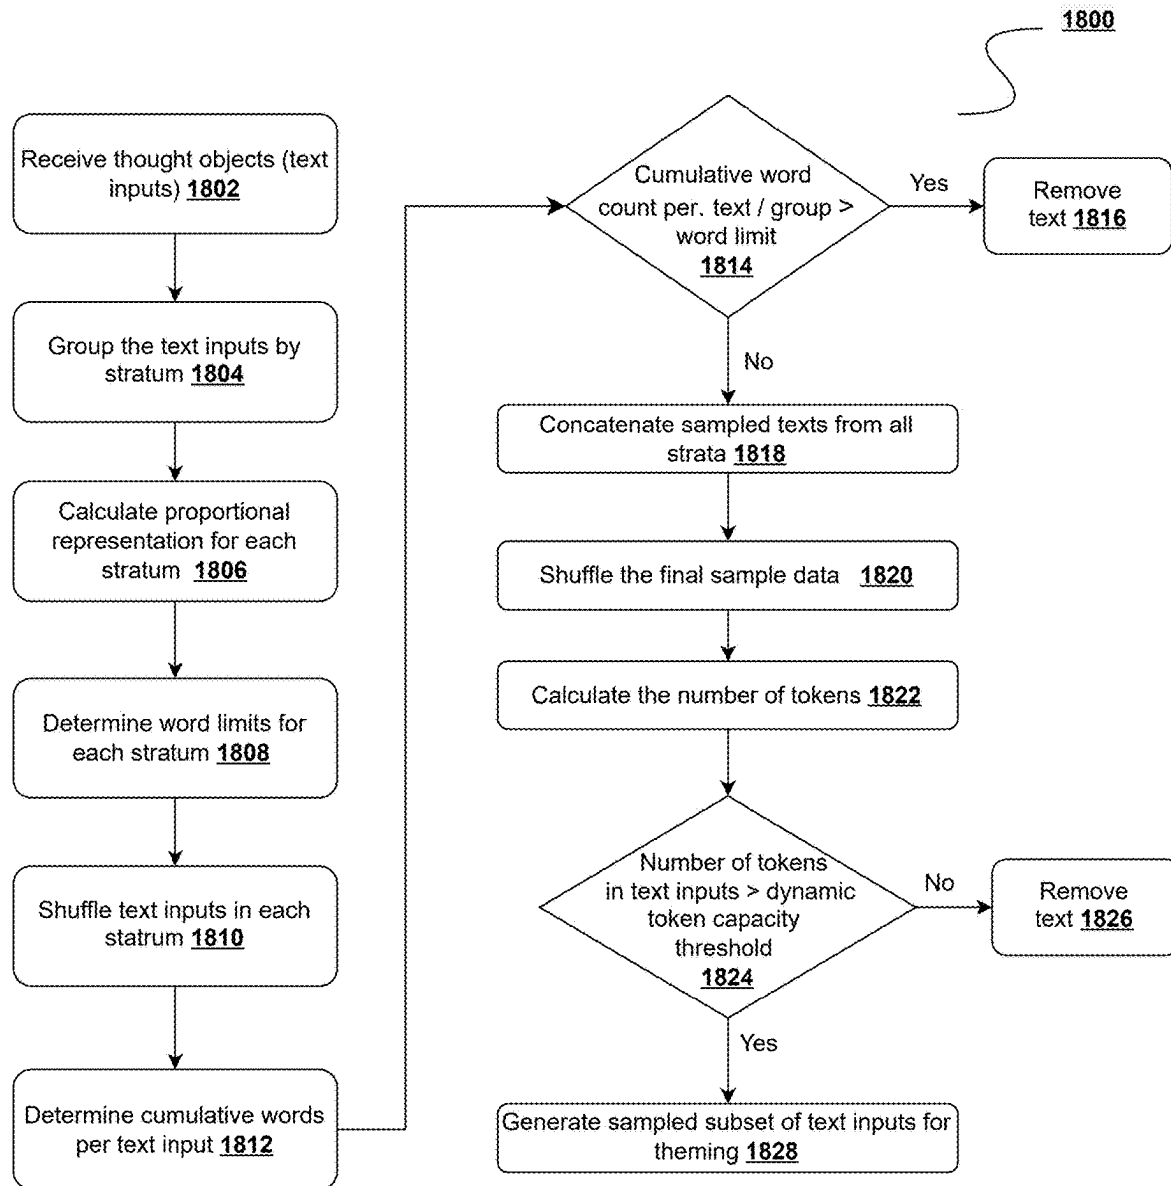 1800
Receive thought objects (text
inputs) 1802
Group the text inputs by
stratum 1804
Calculate proportional
representation for each
stratum 1806
Determine word limits for
each stratum 1808
Shuffle text inputs in each
statrum 1810
Determine cumulative words
per text input 1812
Cumulative word
count per. text / group >
word limit
1814
Yes
Remove
text 1816
No
Concatenate sampled texts from all
strata 1818
Shuffle the final sample data 1820
Calculate the number of tokens 1822
Number of tokens
in text inputs > dynamic
token capacity
threshold
1824
No
Remove
text 1826
Yes
Generate sampled subset of text inputs for
theming 1828